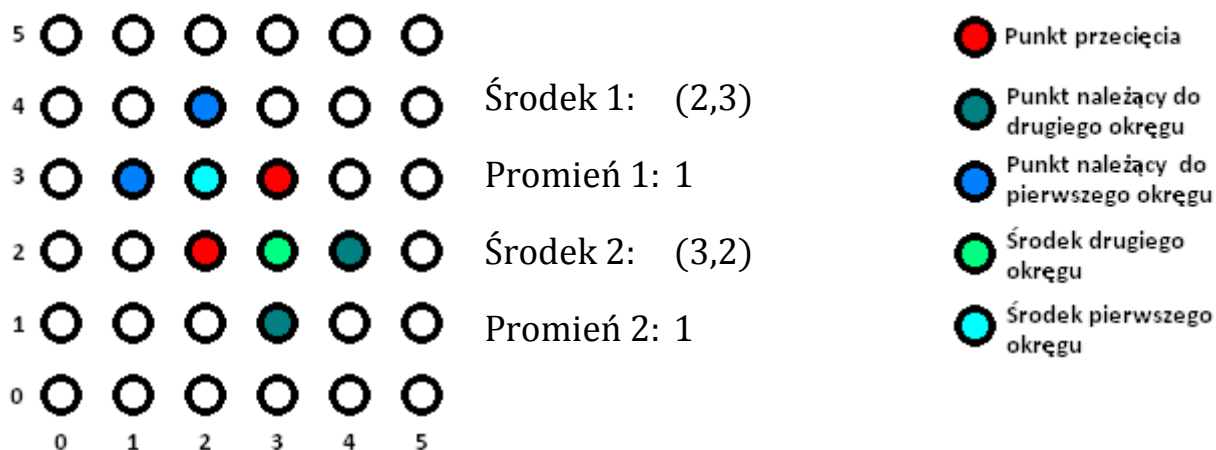 5
4
3
2
1
0
0 1 2 3 4 5
Środek 1: (2,3)
Promień 1: 1
Środek 2: (3,2)
Promień 2: 1
Punkt przecięcia
Punkt należący do
drugiego okręgu
Punkt należący do
pierwszego okręgu
Środek drugiego
okręgu
Środek pierwszego
okręgu